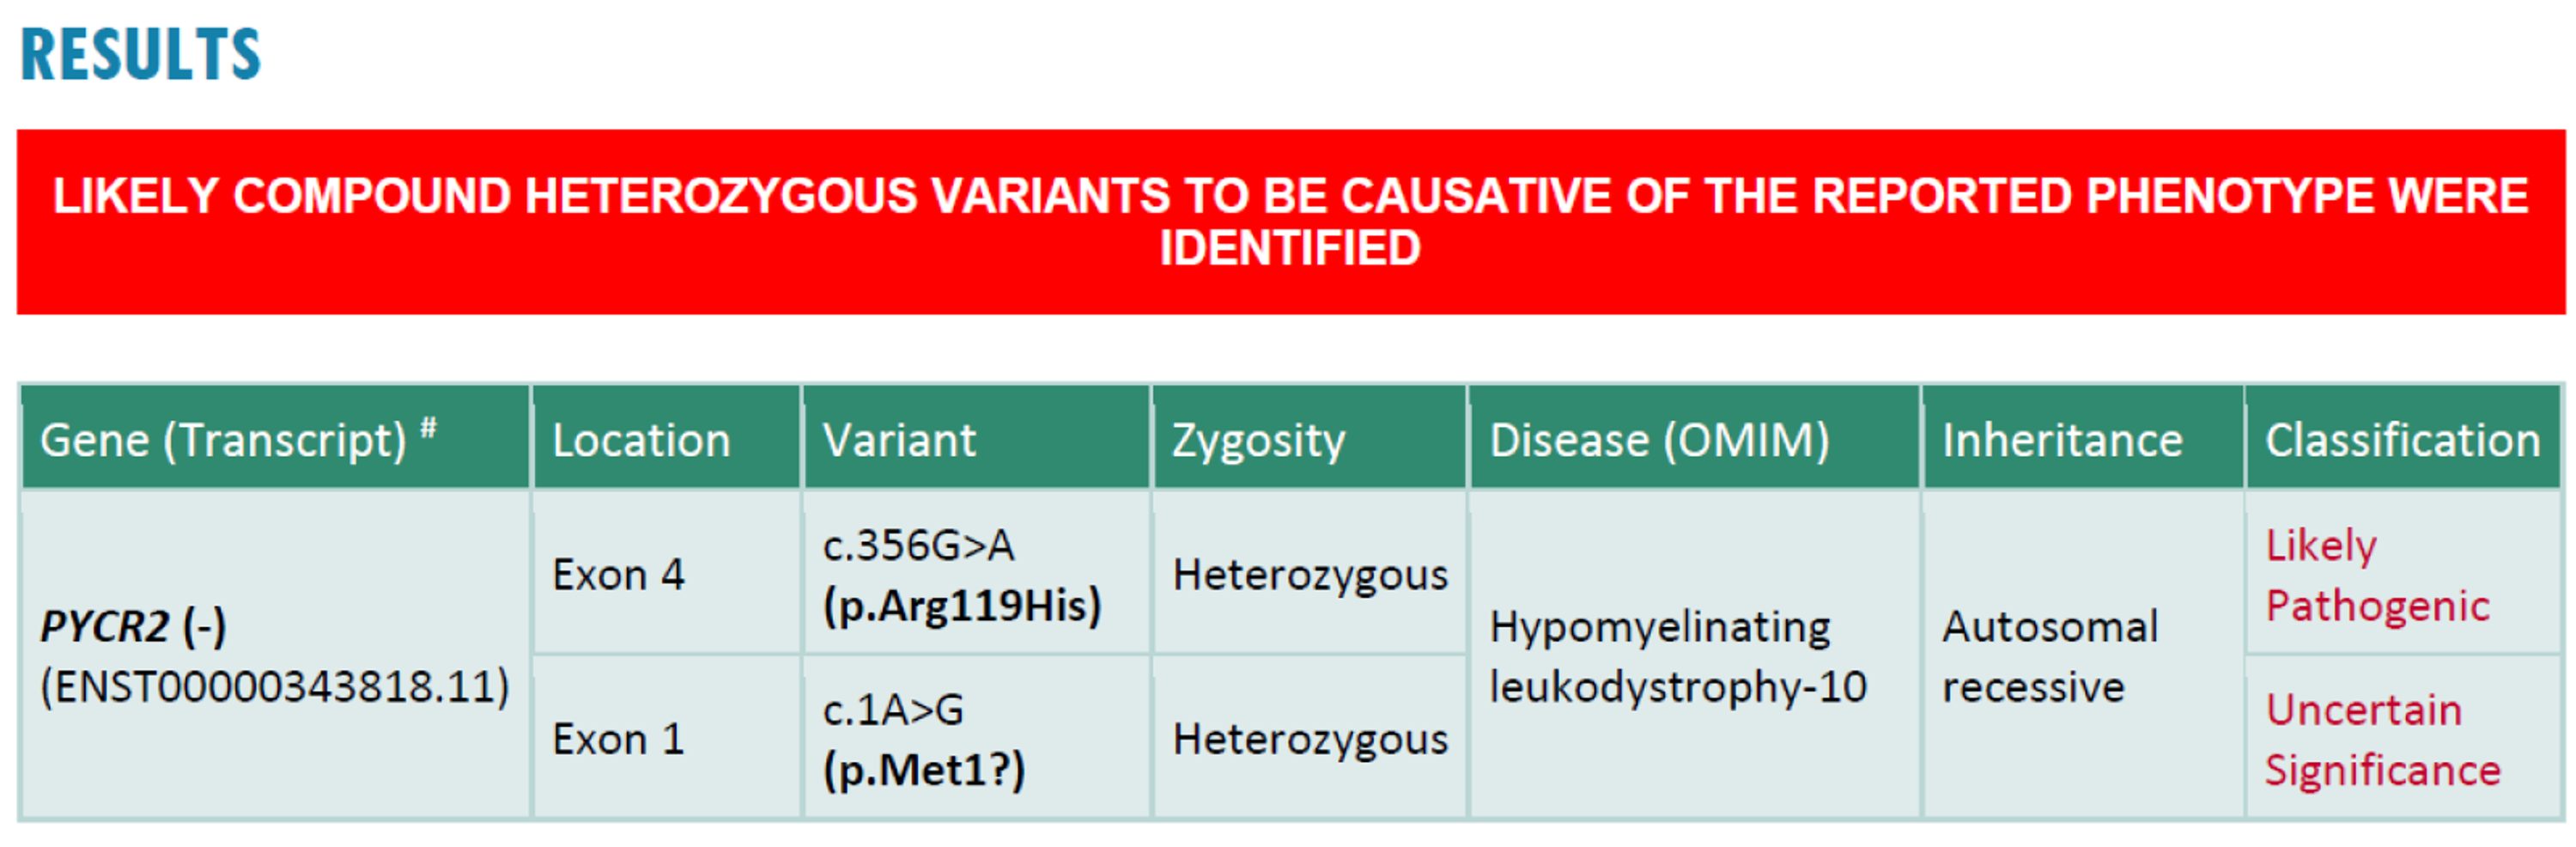 RESULTS
LIKELY COMPOUND HETEROZYGOUS VARIANTS TO BE CAUSATIVE OF THE REPORTED PHENOTYPE WERE
IDENTIFIED
Gene (Transcript) # Location Variant Zygosity Disease (OMIM) Inheritance Classification
PYCR2 (-)
(ENST00000343818.11)
Exon 4
c.356G>A
(p.Arg119His)
Heterozygous
Hypomyelinating
leukodystrophy-10
Autosomal
recessive
Likely
Pathogenic
Exon 1
c.1A>G
(p.Met1?)
Heterozygous
Uncertain
Significance